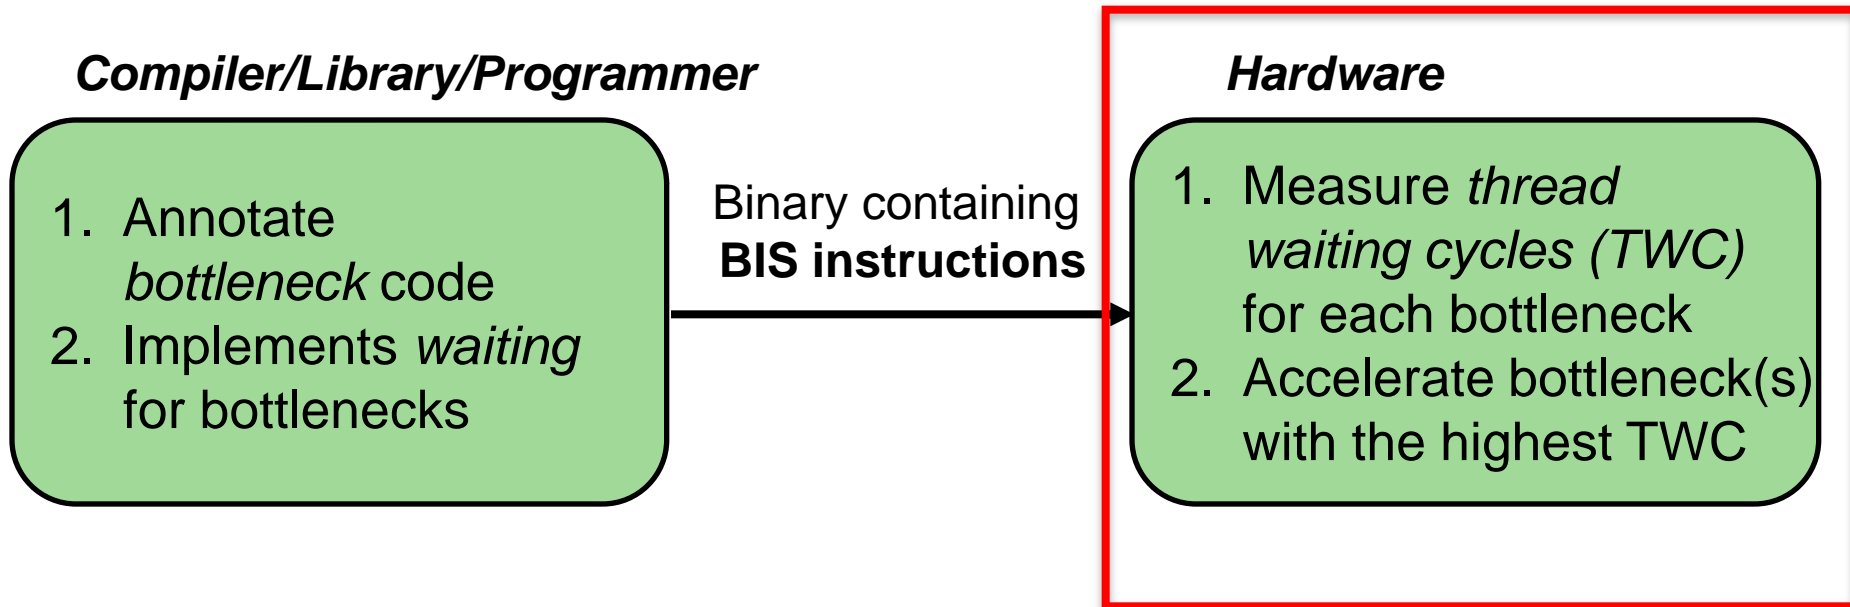 Compiler/Library/Programmer
1. Annotate
bottleneck code
2. Implements waiting
for bottlenecks
Binary containing
BIS instructions
Hardware
1. Measure thread
waiting cycles (TWC)
for each bottleneck
2. Accelerate bottleneck(s)
with the highest TWC